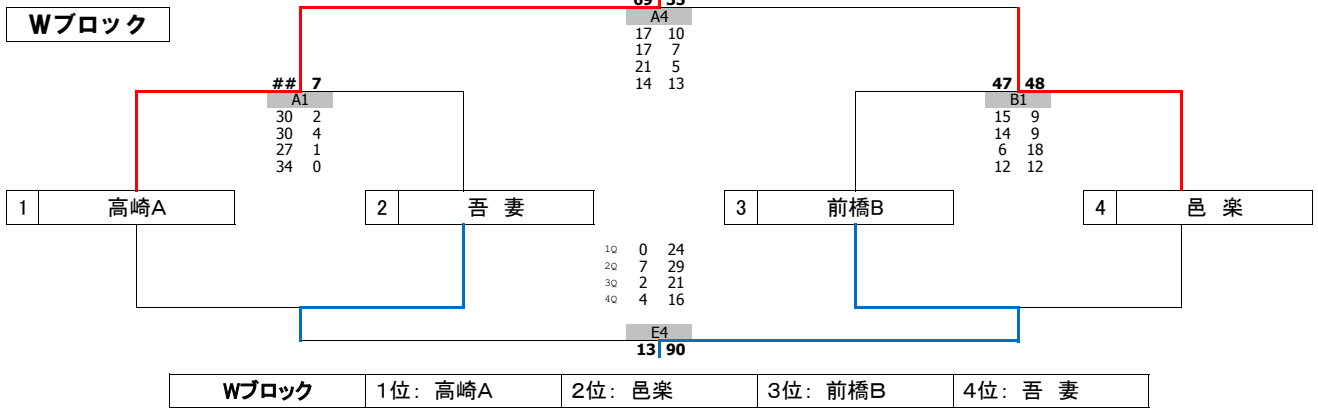 69 35
Wブロック
A4
17 10
17 7
21 5
14 13
## 7
A1
30 2
30 4
27 1
34 0
47 48
B1
15 9
14 9
6 18
12 12
1 高崎A
2 吾 妻
3 前橋B
4 邑 楽
1Q 0 24
2Q 7 29
3Q 2 21
4Q 4 16
E4
13 90
Wブロック 1位: 高崎A 2位: 邑楽 3位: 前橋B 4位: 吾 妻